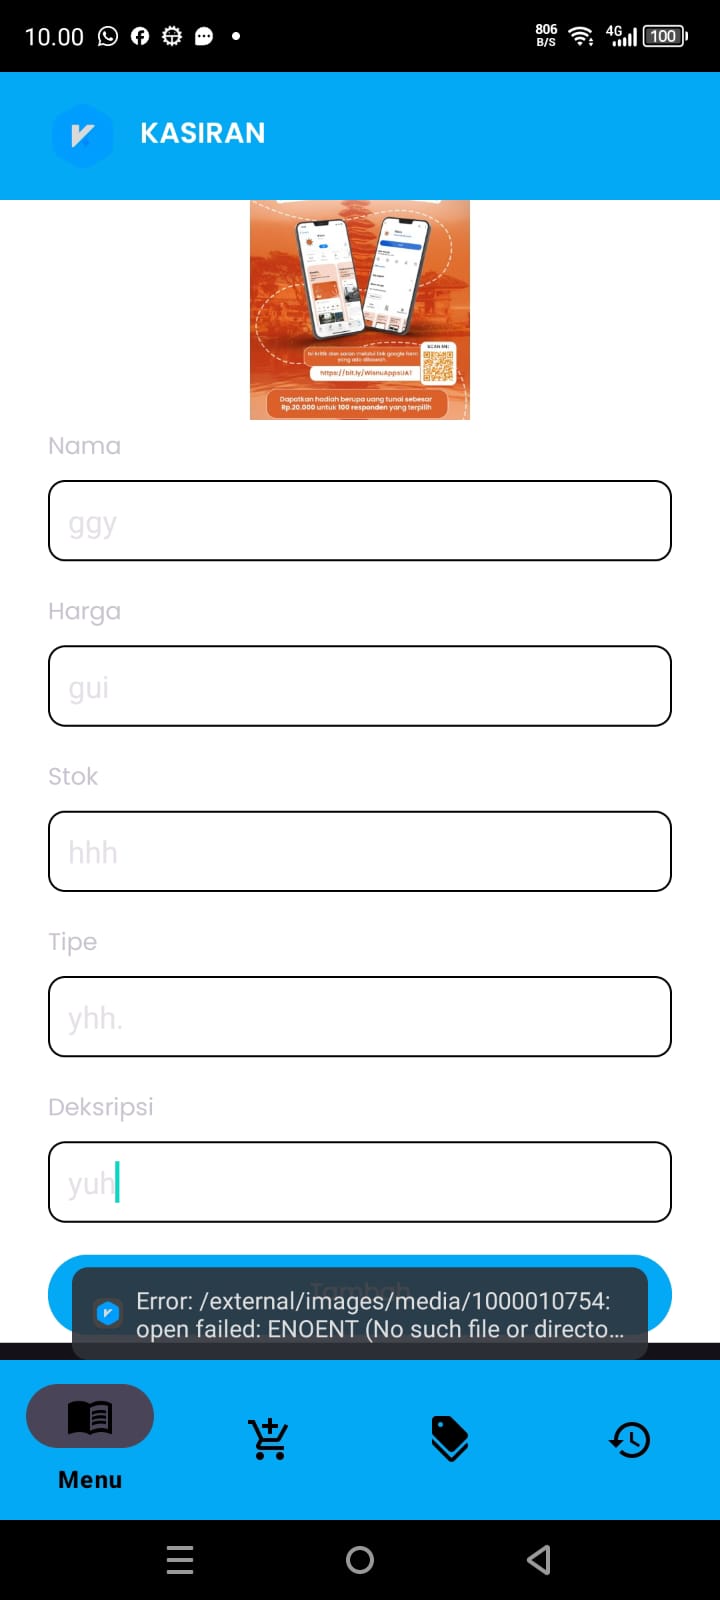 10.00
806
B/S
4G
100
KASIRAN
SCAN ME!
Isi kritik dan saran melalui link google form
yang ada dibawah.
https://bit.ly/WisnuAppsUAT
Dapatkan hadiah berupa uang tunai sebesar
Rp.20.000 untuk 100 responden yang terpilih
Nama
ggy
Harga
gui
Stok
hhh
Tipe
yhh.
Deksripsi
yuh
Tambah
Error: /external/images/media/1000010754:
open failed: ENOENT (No such file or directo...
Menu